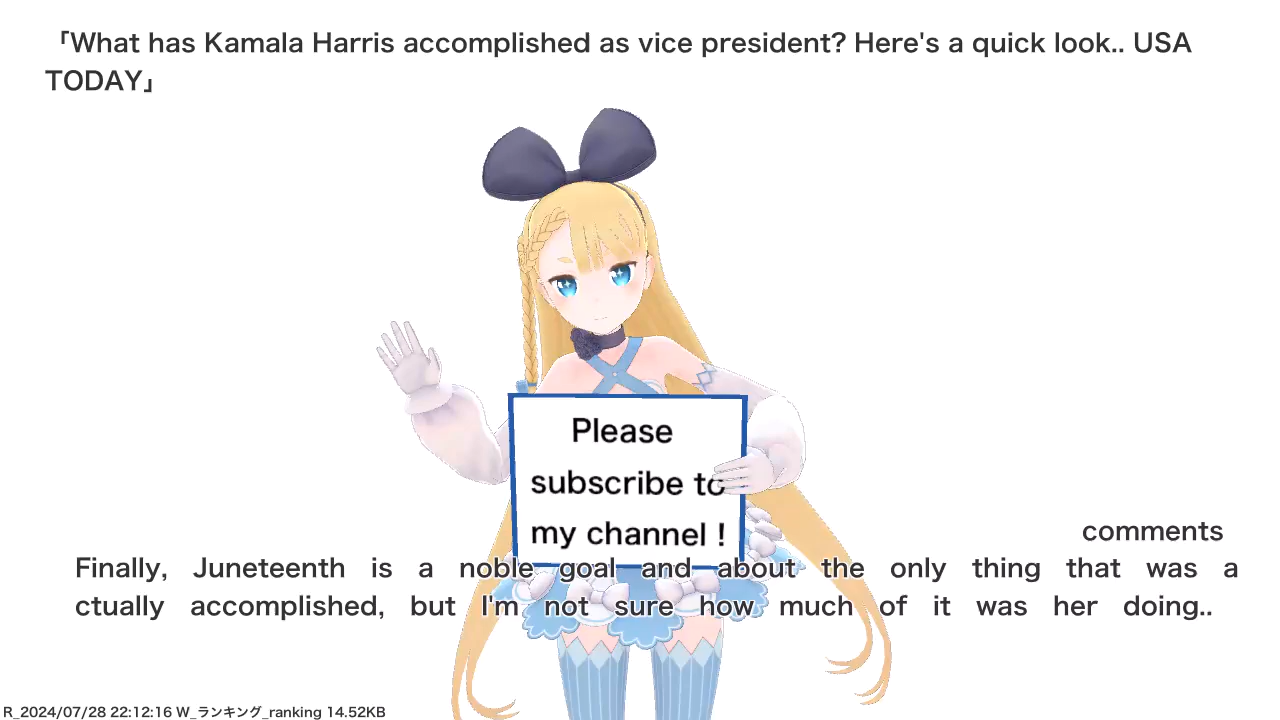 「What has Kamala Harris accomplished as vice president? Here's a quick look.. USA
TODAY」
Please
subscribe to
my channel !
comments
Finally, Juneteenth is a noble goal and about the only thing that was a
ctually accomplished, but I'm not sure how much of it was her doing..
R_2024/07/28 22:12:16 W_ランキング_ranking 14.52KB